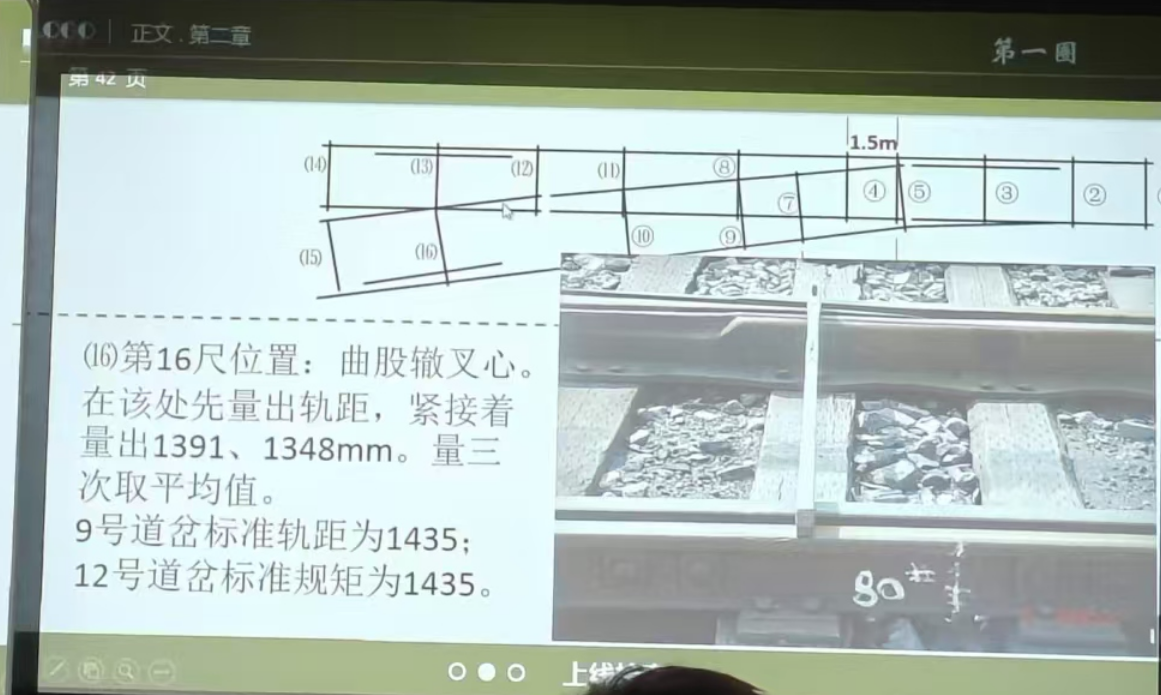 正文.第二章
第一圈
第 42 页
1.5m
⒁
⒀
⑿
⑾
⑧
④
⑤
③
②
⑦
⑩
⑨
⒂
⒃
⒃第16尺位置：曲股辙叉心。
在该处先量出轨距，紧接着
量出1391、1348mm。量三
次取平均值。
9号道岔标准轨距为1435；
12号道岔标准规矩为1435。
80#
上线